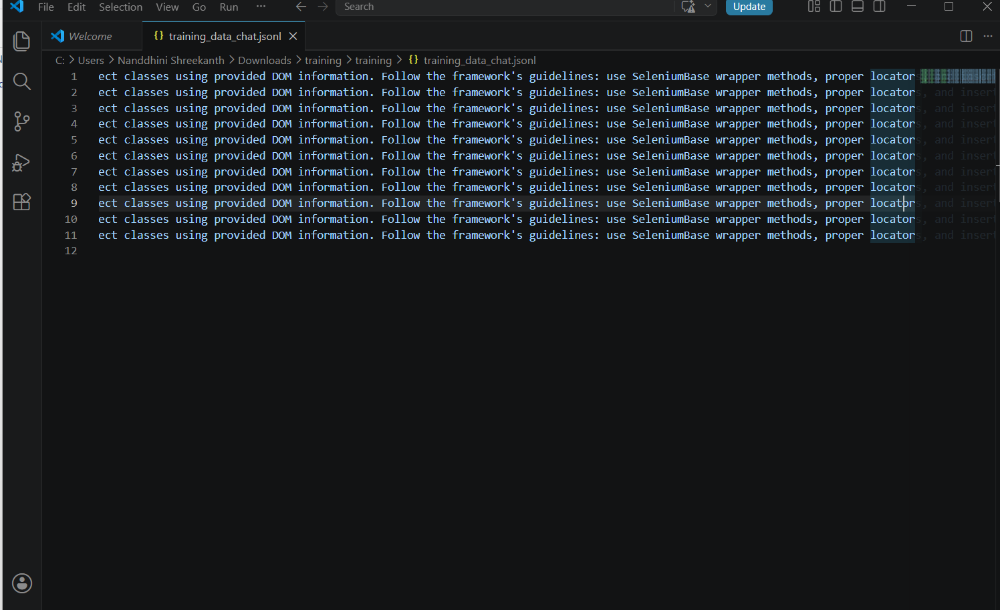 File Edit Selection View Go Run ··· Search Update
Welcome {} training_data_chat.jsonl
C: > Users > Nanddhini Shreekanth > Downloads > training > training > {} training_data_chat.jsonl
1 ect classes using provided DOM information. Follow the framework's guidelines: use SeleniumBase wrapper methods, proper locators
2 ect classes using provided DOM information. Follow the framework's guidelines: use SeleniumBase wrapper methods, proper locators, and insert
3 ect classes using provided DOM information. Follow the framework's guidelines: use SeleniumBase wrapper methods, proper locators, and insert
4 ect classes using provided DOM information. Follow the framework's guidelines: use SeleniumBase wrapper methods, proper locators, and insert
5 ect classes using provided DOM information. Follow the framework's guidelines: use SeleniumBase wrapper methods, proper locators, and insert
6 ect classes using provided DOM information. Follow the framework's guidelines: use SeleniumBase wrapper methods, proper locators, and insert
7 ect classes using provided DOM information. Follow the framework's guidelines: use SeleniumBase wrapper methods, proper locators, and insert
8 ect classes using provided DOM information. Follow the framework's guidelines: use SeleniumBase wrapper methods, proper locators, and insert
9 ect classes using provided DOM information. Follow the framework's guidelines: use SeleniumBase wrapper methods, proper locators, and insert
10 ect classes using provided DOM information. Follow the framework's guidelines: use SeleniumBase wrapper methods, proper locators, and insert
11 ect classes using provided DOM information. Follow the framework's guidelines: use SeleniumBase wrapper methods, proper locators, and insert
12